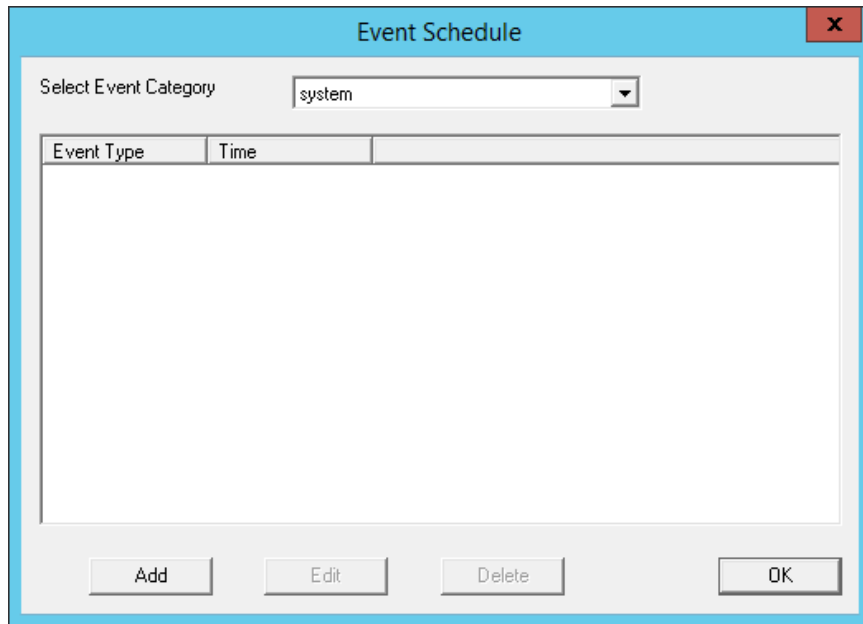 Event Schedule
x
Select Event Category
system
Event Type Time
Add Edit Delete OK